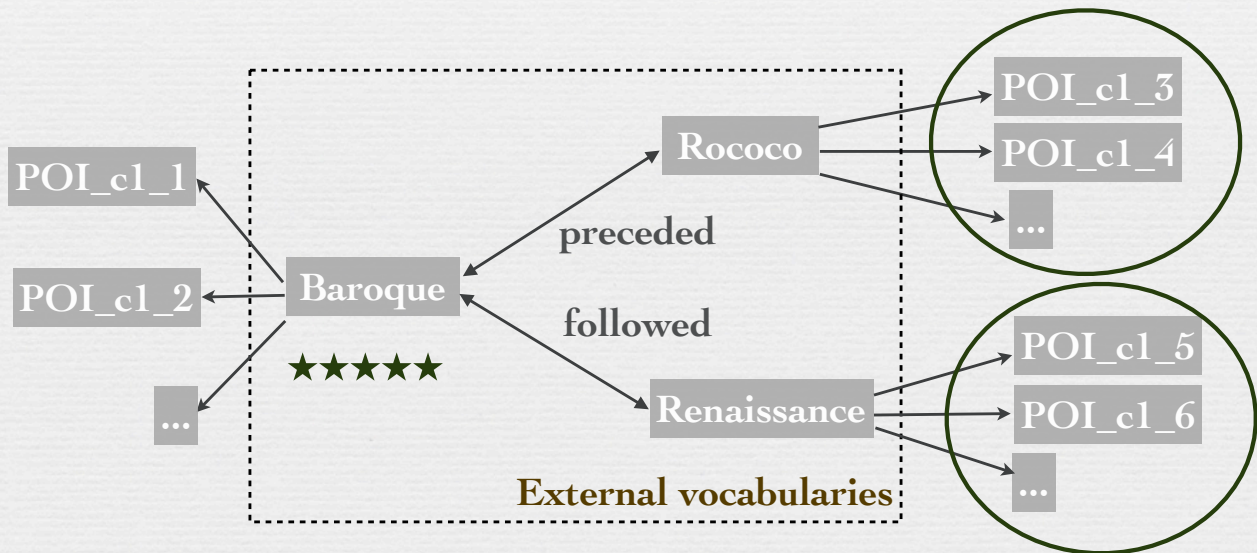 POI_c1_1
POI_c1_2
...
Baroque
★★★★★
preceded
followed
Rococo
Renaissance
External vocabularies
POI_c1_3
POI_c1_4
...
POI_c1_5
POI_c1_6
...